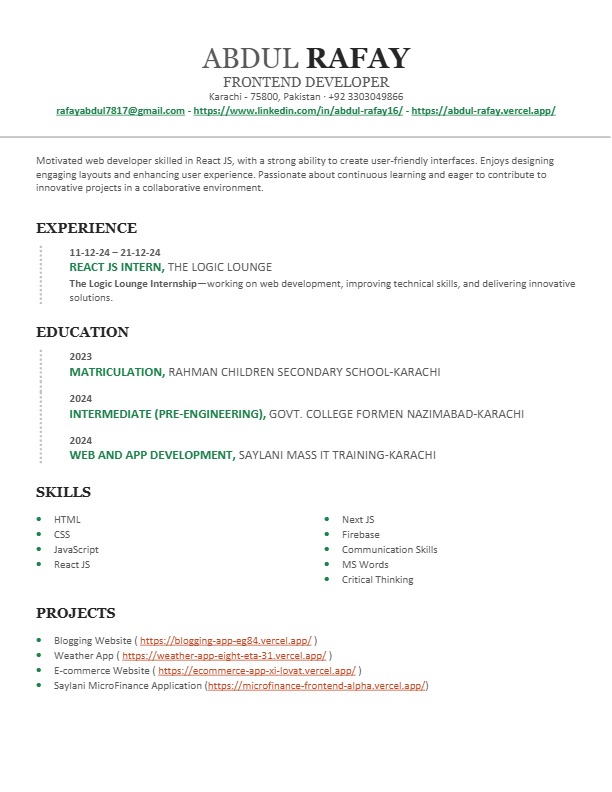 ABDUL RAFAY
FRONTEND DEVELOPER
Karachi - 75800, Pakistan · +92 3303049866
rafayabdul7817@gmail.com - https://www.linkedin.com/in/abdul-rafay16/ - https://abdul-rafay.vercel.app/
Motivated web developer skilled in React JS, with a strong ability to create user-friendly interfaces. Enjoys designing
engaging layouts and enhancing user experience. Passionate about continuous learning and eager to contribute to
innovative projects in a collaborative environment.
EXPERIENCE
11-12-24 – 21-12-24
REACT JS INTERN, THE LOGIC LOUNGE
The Logic Lounge Internship—working on web development, improving technical skills, and delivering innovative
solutions.
EDUCATION
2023
MATRICULATION, RAHMAN CHILDREN SECONDARY SCHOOL-KARACHI
2024
INTERMEDIATE (PRE-ENGINEERING), GOVT. COLLEGE FORMEN NAZIMABAD-KARACHI
2024
WEB AND APP DEVELOPMENT, SAYLANI MASS IT TRAINING-KARACHI
SKILLS
• HTML
• CSS
• JavaScript
• React JS
• Next JS
• Firebase
• Communication Skills
• MS Words
• Critical Thinking
PROJECTS
• Blogging Website ( https://blogging-app-eg84.vercel.app/ )
• Weather App ( https://weather-app-eight-eta-31.vercel.app/ )
• E-commerce Website ( https://ecommerce-app-xi-lovat.vercel.app/ )
• Saylani MicroFinance Application (https://microfinance-frontend-alpha.vercel.app/)